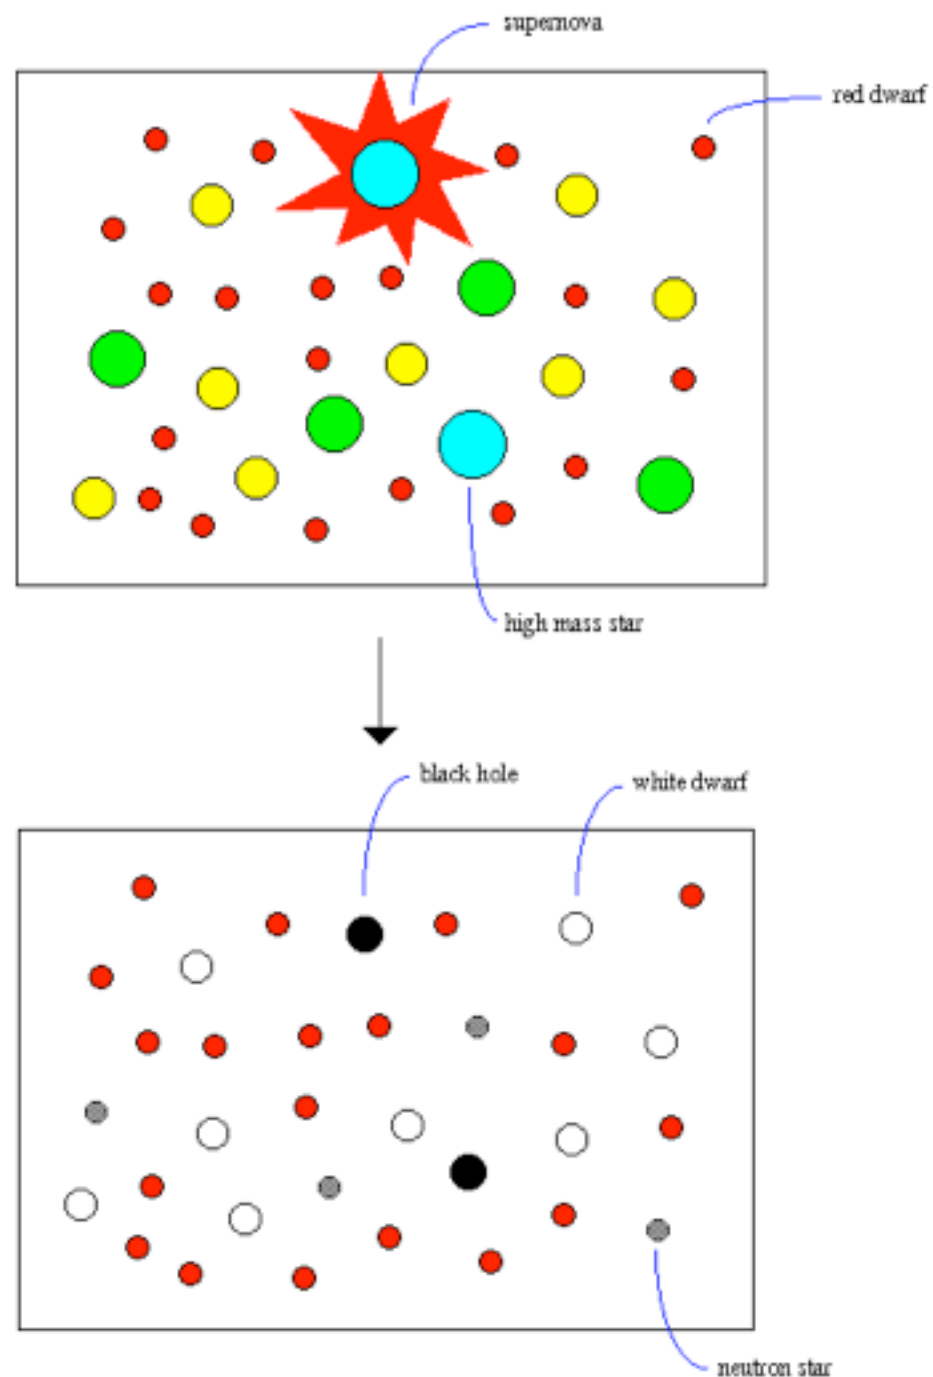 supernova
red dwarf
high mass star
black hole
white dwarf
neutron star